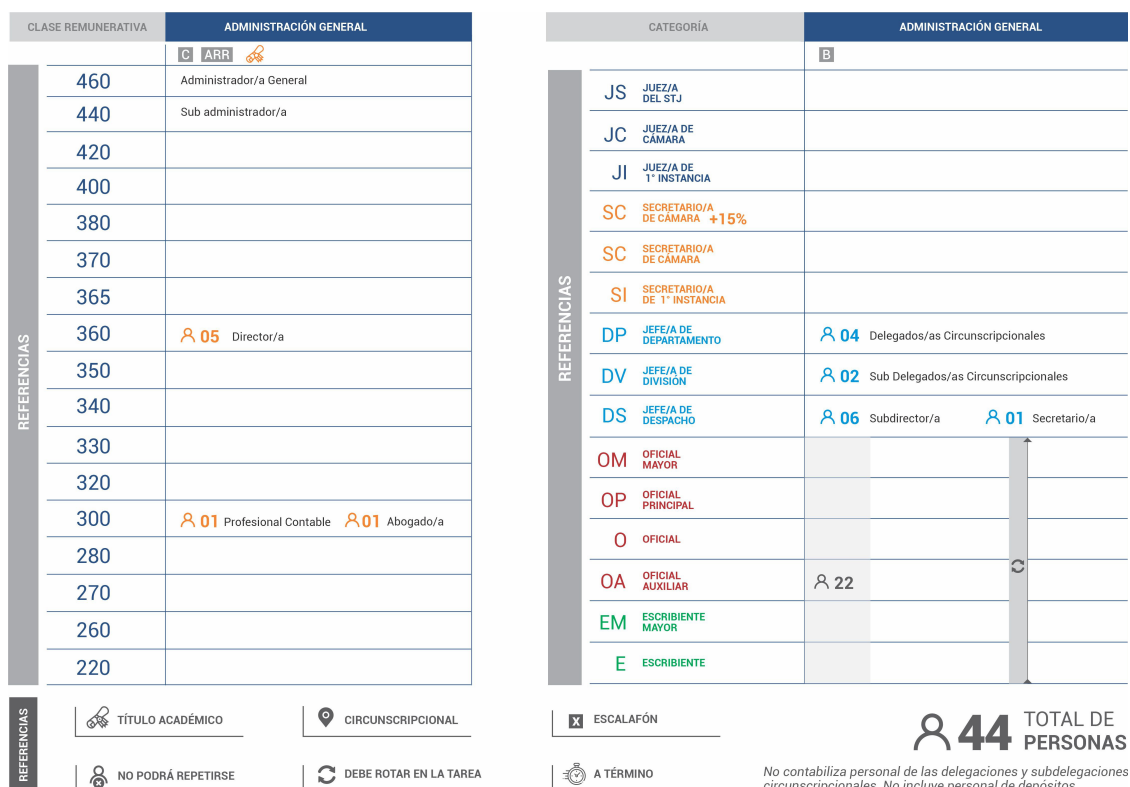 CLASE REMUNERATIVA ADMINISTRACIÓN GENERAL
C ARR
REFERENCIAS
460 Administrador/a General
440 Sub administrador/a
420
400
380
370
365
360 05 Director/a
350
340
330
320
300 01 Profesional Contable 01 Abogado/a
280
270
260
220
CATEGORÍA ADMINISTRACIÓN GENERAL
B
REFERENCIAS
JS JUEZ/A
DEL STJ
JC JUEZ/A DE
CÁMARA
JI JUEZ/A DE
1° INSTANCIA
SC SECRETARIO/A
DE CÁMARA +15%
SC SECRETARIO/A
DE CÁMARA
SI SECRETARIO/A
DE 1° INSTANCIA
DP JEFE/A DE
DEPARTAMENTO 04 Delegados/as Circunscripcionales
DV JEFE/A DE
DIVISIÓN 02 Sub Delegados/as Circunscripcionales
DS JEFE/A DE
DESPACHO 06 Subdirector/a 01 Secretario/a
OM OFICIAL
MAYOR
OP OFICIAL
PRINCIPAL
O OFICIAL
OA OFICIAL
AUXILIAR 22
EM ESCRIBIENTE
MAYOR
E ESCRIBIENTE
REFERENCIAS
TÍTULO ACADÉMICO
CIRCUNSCRIPCIONAL
X ESCALAFÓN
NO PODRÁ REPETIRSE
DEBE ROTAR EN LA TAREA
A TÉRMINO
44 TOTAL DE
PERSONAS
No contabiliza personal de las delegaciones y subdelegaciones
circunscripcionales. No incluye personal de depósitos